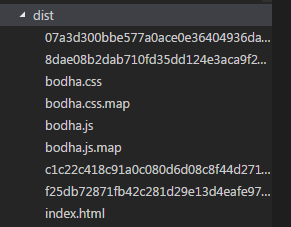 dist
07a3d300bbe577a0ace0e36404936da...
8dae08b2dab710fd35dd124e3aca9f2...
bodha.css
bodha.css.map
bodha.js
bodha.js.map
c1c22c418c91a0c080d6d08c8f44d271...
f25db72871fb42c281d29e13d4eafe97...
index.html